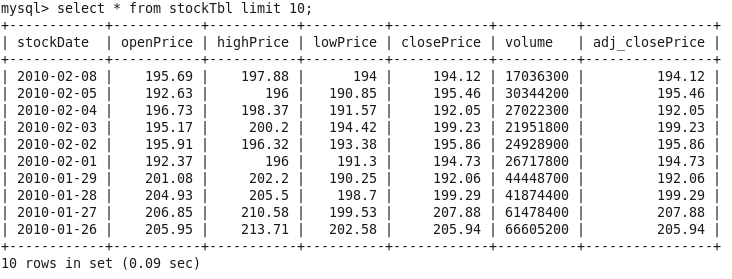 mysql> select * from stockTbl limit 10;
+------------+-----------+-----------+----------+------------+----------+----------------+
| stockDate  | openPrice | highPrice | lowPrice | closePrice | volume   | adj_closePrice |
+------------+-----------+-----------+----------+------------+----------+----------------+
| 2010-02-08 |    195.69 |    197.88 |      194 |     194.12 | 17036300 |         194.12 |
| 2010-02-05 |    192.63 |       196 |   190.85 |     195.46 | 30344200 |         195.46 |
| 2010-02-04 |    196.73 |    198.37 |   191.57 |     192.05 | 27022300 |         192.05 |
| 2010-02-03 |    195.17 |     200.2 |   194.42 |     199.23 | 21951800 |         199.23 |
| 2010-02-02 |    195.91 |    196.32 |   193.38 |     195.86 | 24928900 |         195.86 |
| 2010-02-01 |    192.37 |       196 |    191.3 |     194.73 | 26717800 |         194.73 |
| 2010-01-29 |    201.08 |     202.2 |   190.25 |     192.06 | 44448700 |         192.06 |
| 2010-01-28 |    204.93 |     205.5 |    198.7 |     199.29 | 41874400 |         199.29 |
| 2010-01-27 |    206.85 |    210.58 |   199.53 |     207.88 | 61478400 |         207.88 |
| 2010-01-26 |    205.95 |    213.71 |   202.58 |     205.94 | 66605200 |         205.94 |
+------------+-----------+-----------+----------+------------+----------+----------------+
10 rows in set (0.09 sec)